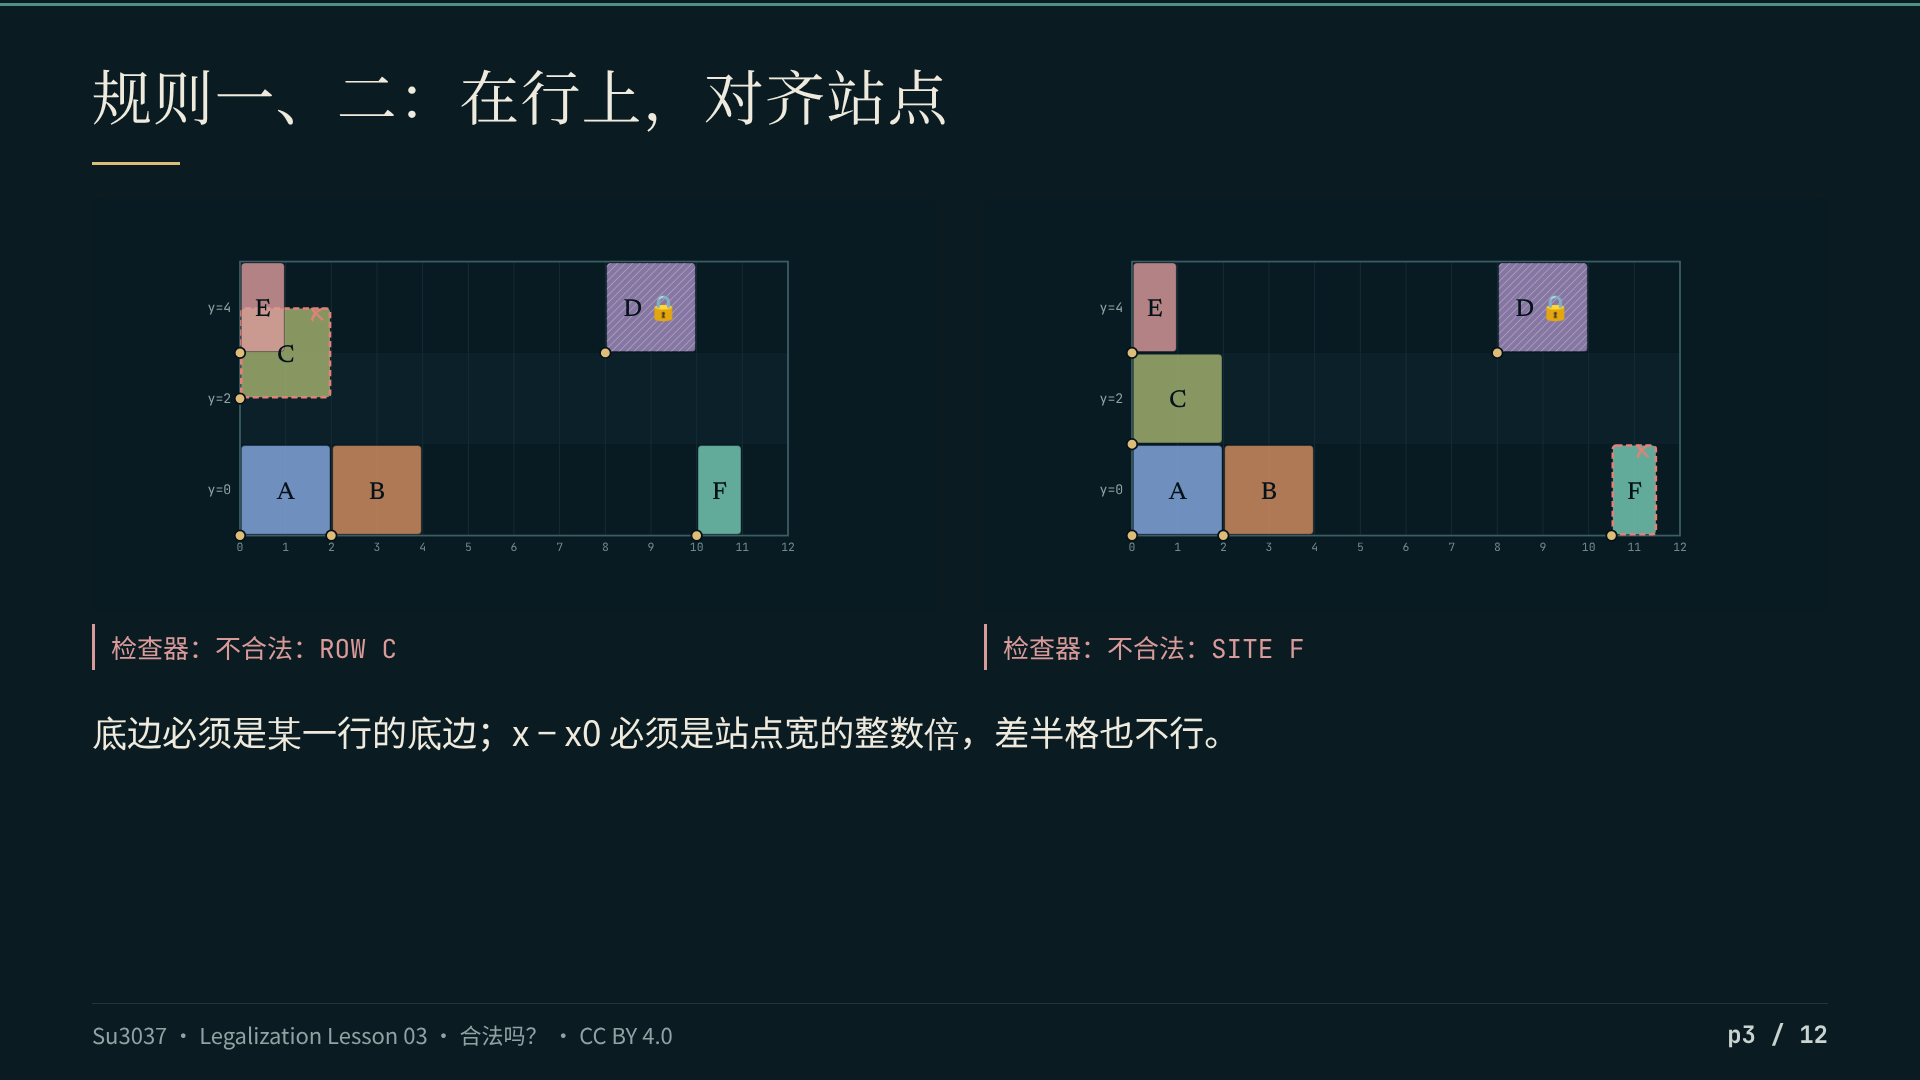 规则一、二：在行上，对齐站点
E
D 🔒
y=4
C
y=2
A
B
F
y=0
0 1 2 3 4 5 6 7 8 9 10 11 12
E
D 🔒
y=4
C
y=2
A
B
F
y=0
0 1 2 3 4 5 6 7 8 9 10 11 12
检查器：不合法：ROW C
检查器：不合法：SITE F
底边必须是某一行的底边；x − x0 必须是站点宽的整数倍，差半格也不行。
Su3037 · Legalization Lesson 03 · 合法吗？ · CC BY 4.0
p3 / 12